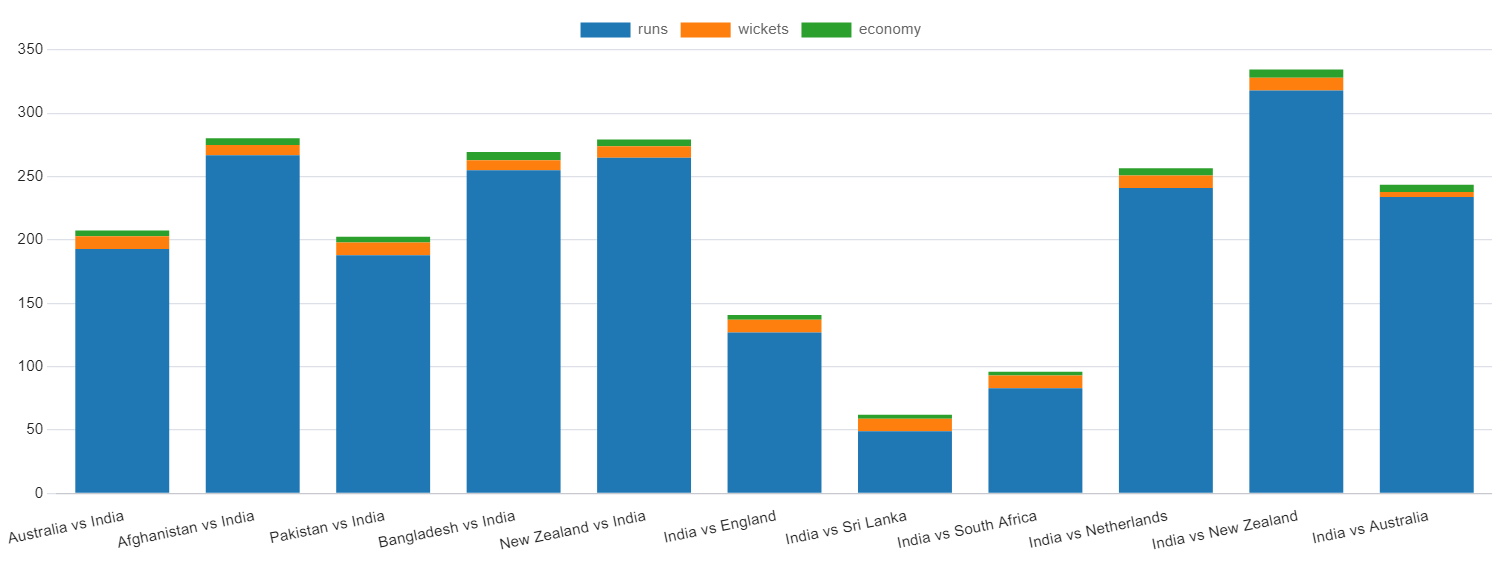 runs wickets economy
350
300
250
200
150
100
50
0
Australia vs India
Afghanistan vs India
Pakistan vs India
Bangladesh vs India
New Zealand vs India
India vs England
India vs Sri Lanka
India vs South Africa
India vs Netherlands
India vs New Zealand
India vs Australia